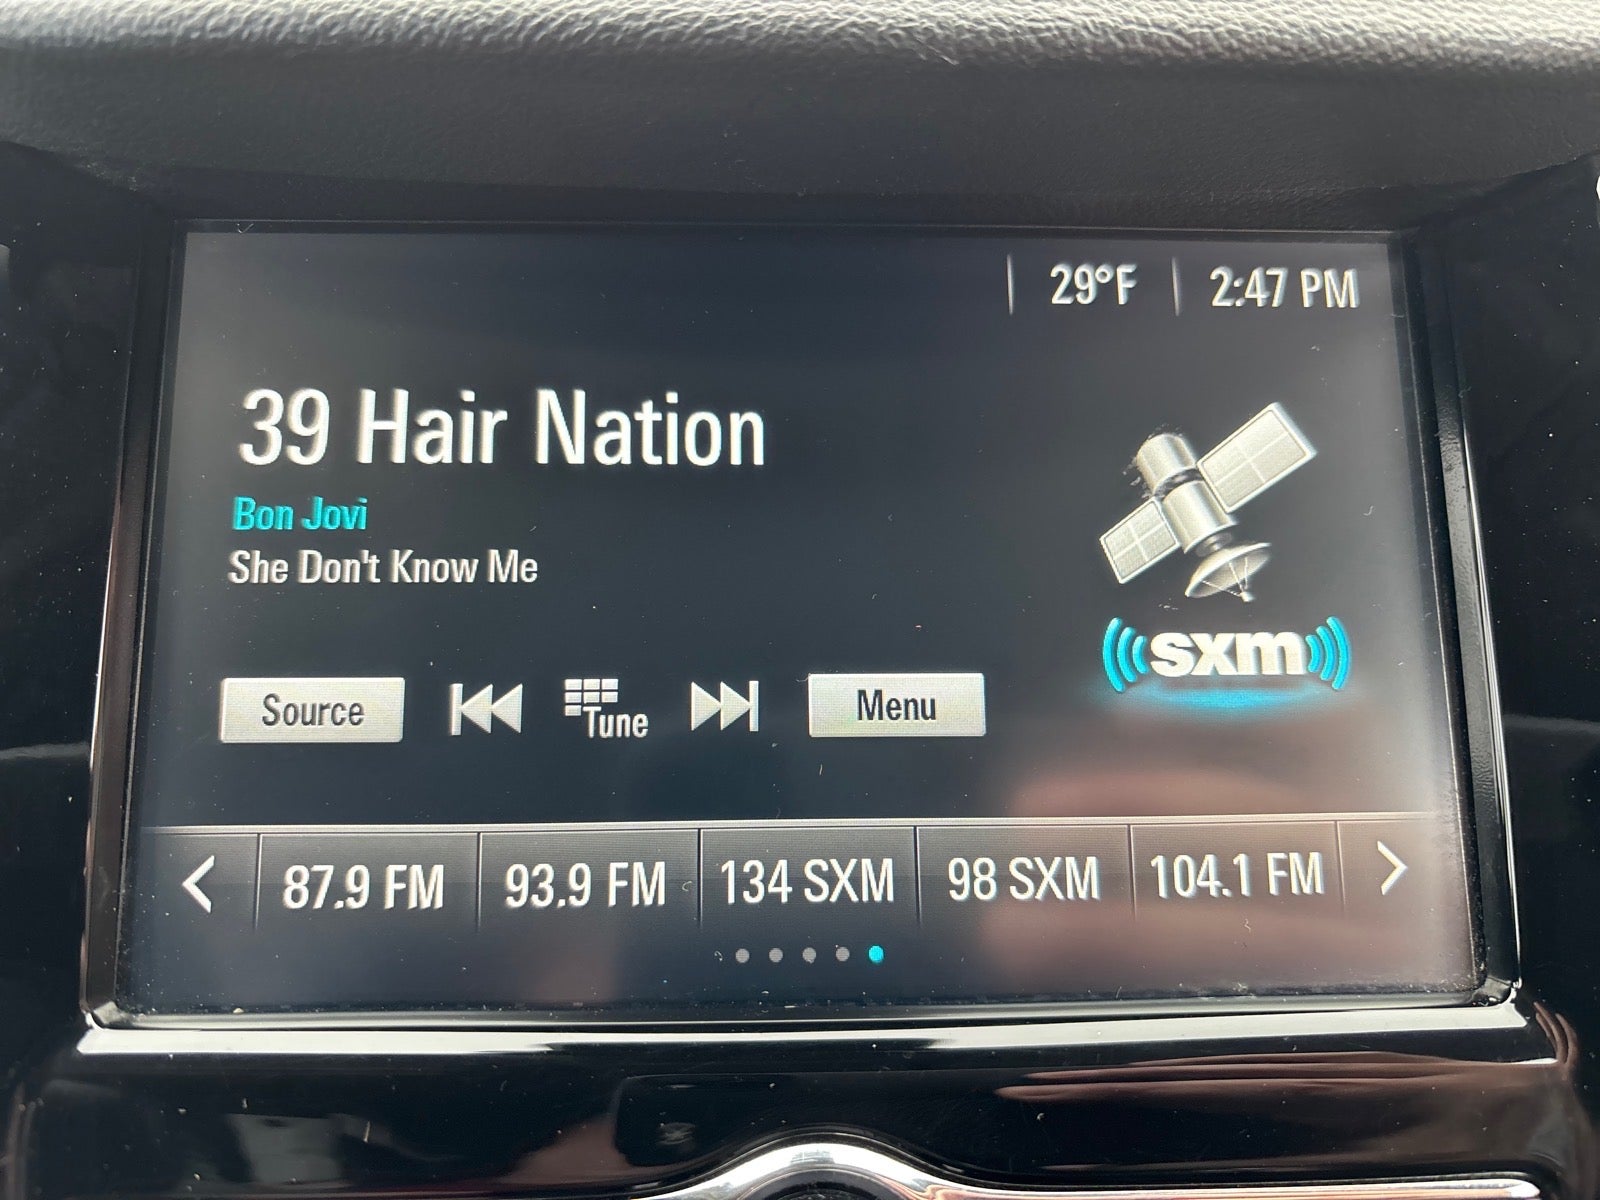 29°F 2:47 PM
39 Hair Nation
Bon Jovi
She Don't Know Me
sxm
Source Tune Menu
87.9 FM 93.9 FM 134 SXM 98 SXM 104.1 FM